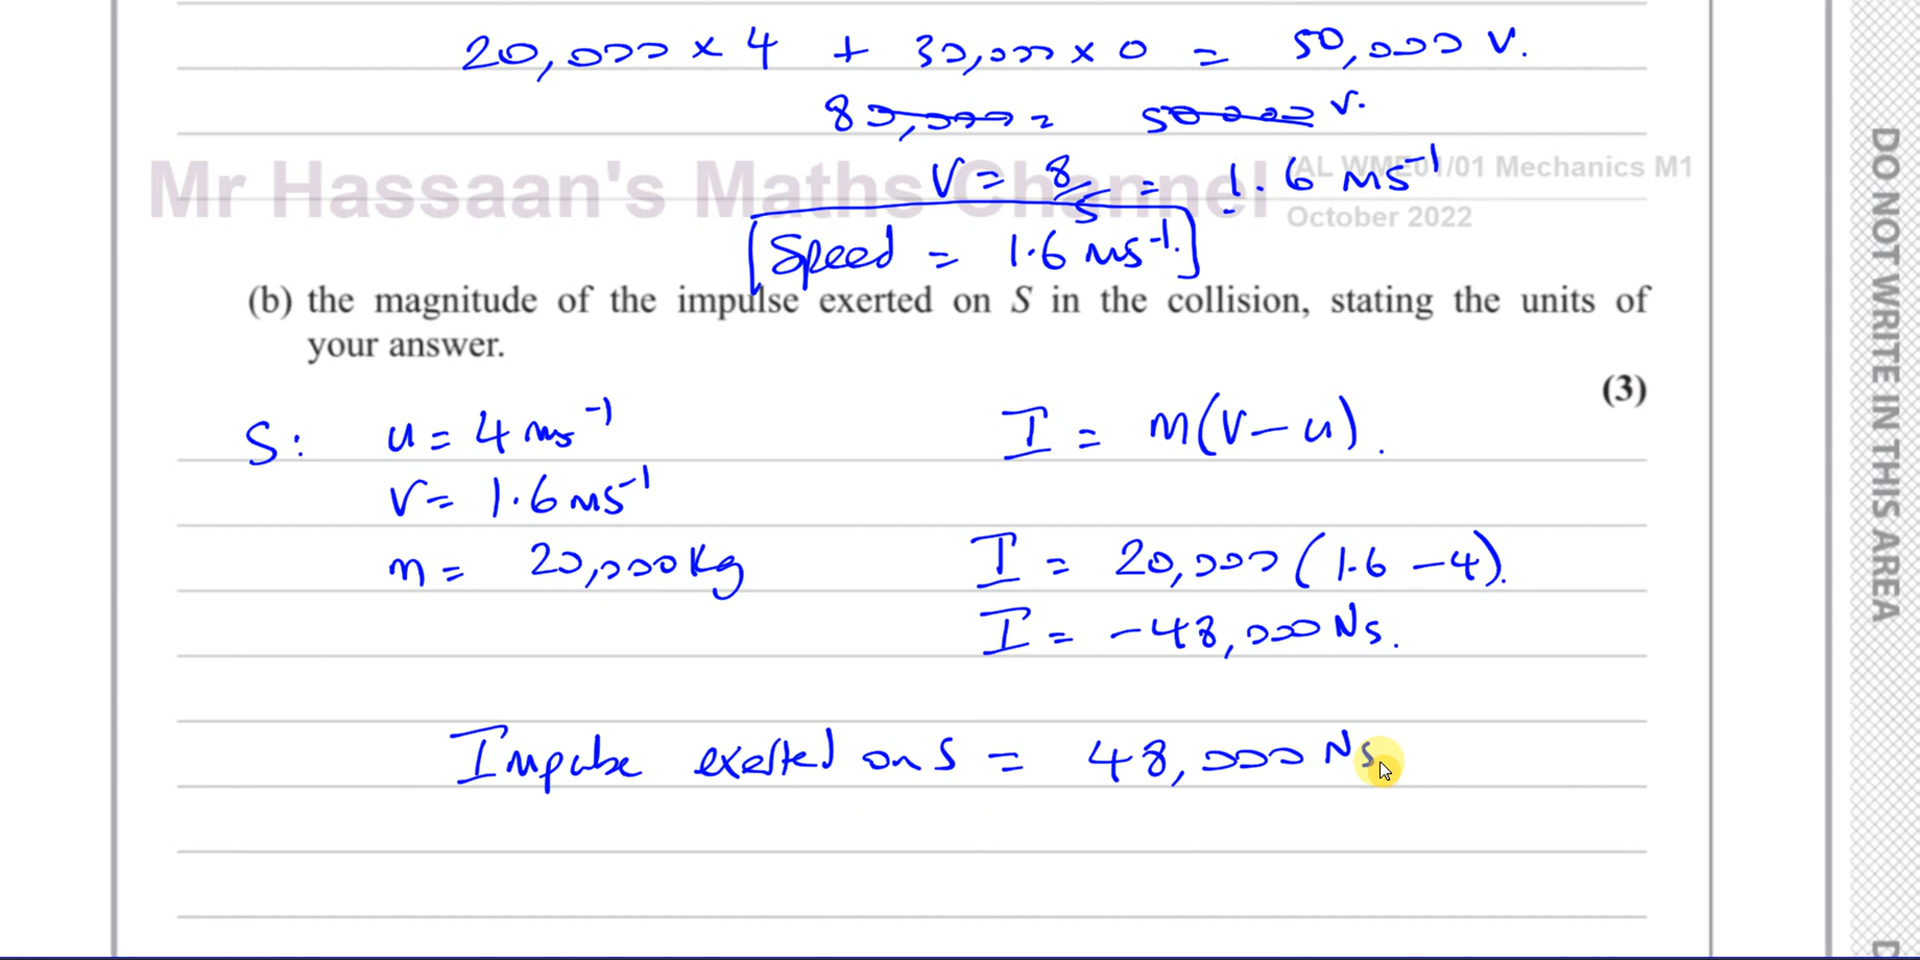 20,000 × 4 + 30,000 × 0 = 50,000 V.
80,000 = 50000 V.
V = 8/5 = 1.6 ms⁻¹
Mr Hassaan's Maths Channel
AL WME01/01 Mechanics M1
October 2022
Speed = 1.6 ms⁻¹.
(b) the magnitude of the impulse exerted on S in the collision, stating the units of
your answer.
(3)
S: u = 4 ms⁻¹ I = m(V – u).
V = 1.6 ms⁻¹
m = 20,000 Kg I = 20,000 (1.6 – 4).
I = –48,000 Ns.
Impulse exerted on S = 48,000 Ns
DO NOT WRITE IN THIS AREA
D